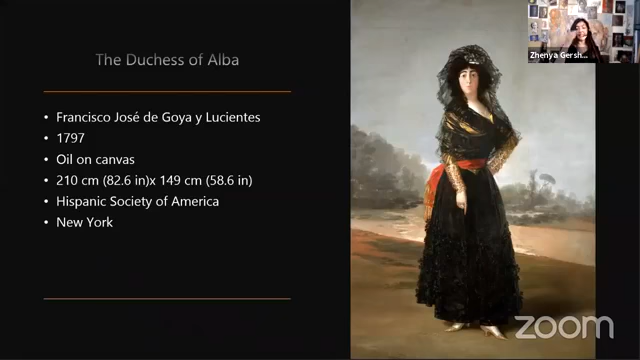 The Duchess of Alba
• Francisco José de Goya y Lucientes
• 1797
• Oil on canvas
• 210 cm (82.6 in)x 149 cm (58.6 in)
• Hispanic Society of America
• New York
Zhenya Gersh...
zoom